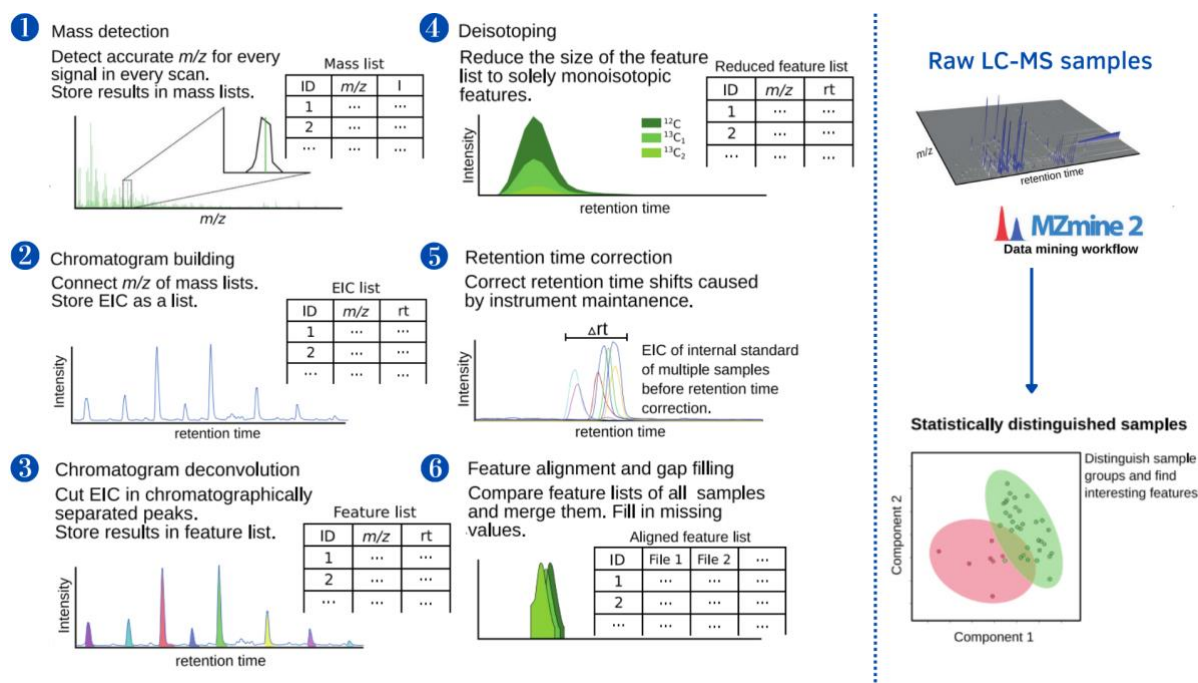 1 Mass detection
Detect accurate m/z for every
signal in every scan.
Store results in mass lists.
Mass list
ID m/z I
1 ... ...
2 ... ...
... ... ...
m/z
2 Chromatogram building
Connect m/z of mass lists.
Store EIC as a list.
EIC list
ID m/z rt
1 ... ...
2 ... ...
... ... ...
Intensity
retention time
3 Chromatogram deconvolution
Cut EIC in chromatographically
separated peaks.
Store results in feature list.
Feature list
ID m/z rt
1 ... ...
2 ... ...
... ... ...
Intensity
retention time
4 Deisotoping
Reduce the size of the feature
list to solely monoisotopic
features.
Reduced feature list
ID m/z rt
1 ... ...
2 ... ...
... ... ...
¹²C
¹³C₁
¹³C₂
Intensity
retention time
5 Retention time correction
Correct retention time shifts caused
by instrument maintanence.
△rt
EIC of internal standard
of multiple samples
before retention time
correction.
Intensity
retention time
6 Feature alignment and gap filling
Compare feature lists of all samples
and merge them. Fill in missing
values.
Aligned feature list
ID File 1 File 2 ...
1 ... ... ...
2 ... ... ...
... ... ... ...
Raw LC-MS samples
m/z
retention time
MZmine 2
Data mining workflow
Statistically distinguished samples
Distinguish sample
groups and find
interesting features
Component 2
Component 1